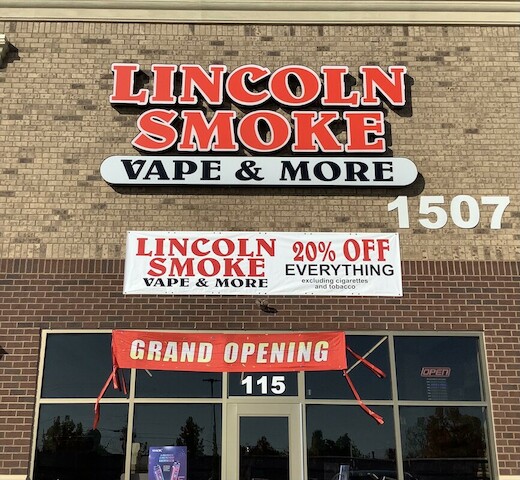 LINCOLN
SMOKE
VAPE & MORE
1507
LINCOLN
SMOKE
VAPE & MORE
20% OFF
EVERYTHING
excluding cigarettes
and tobacco
GRAND OPENING
115
OPEN